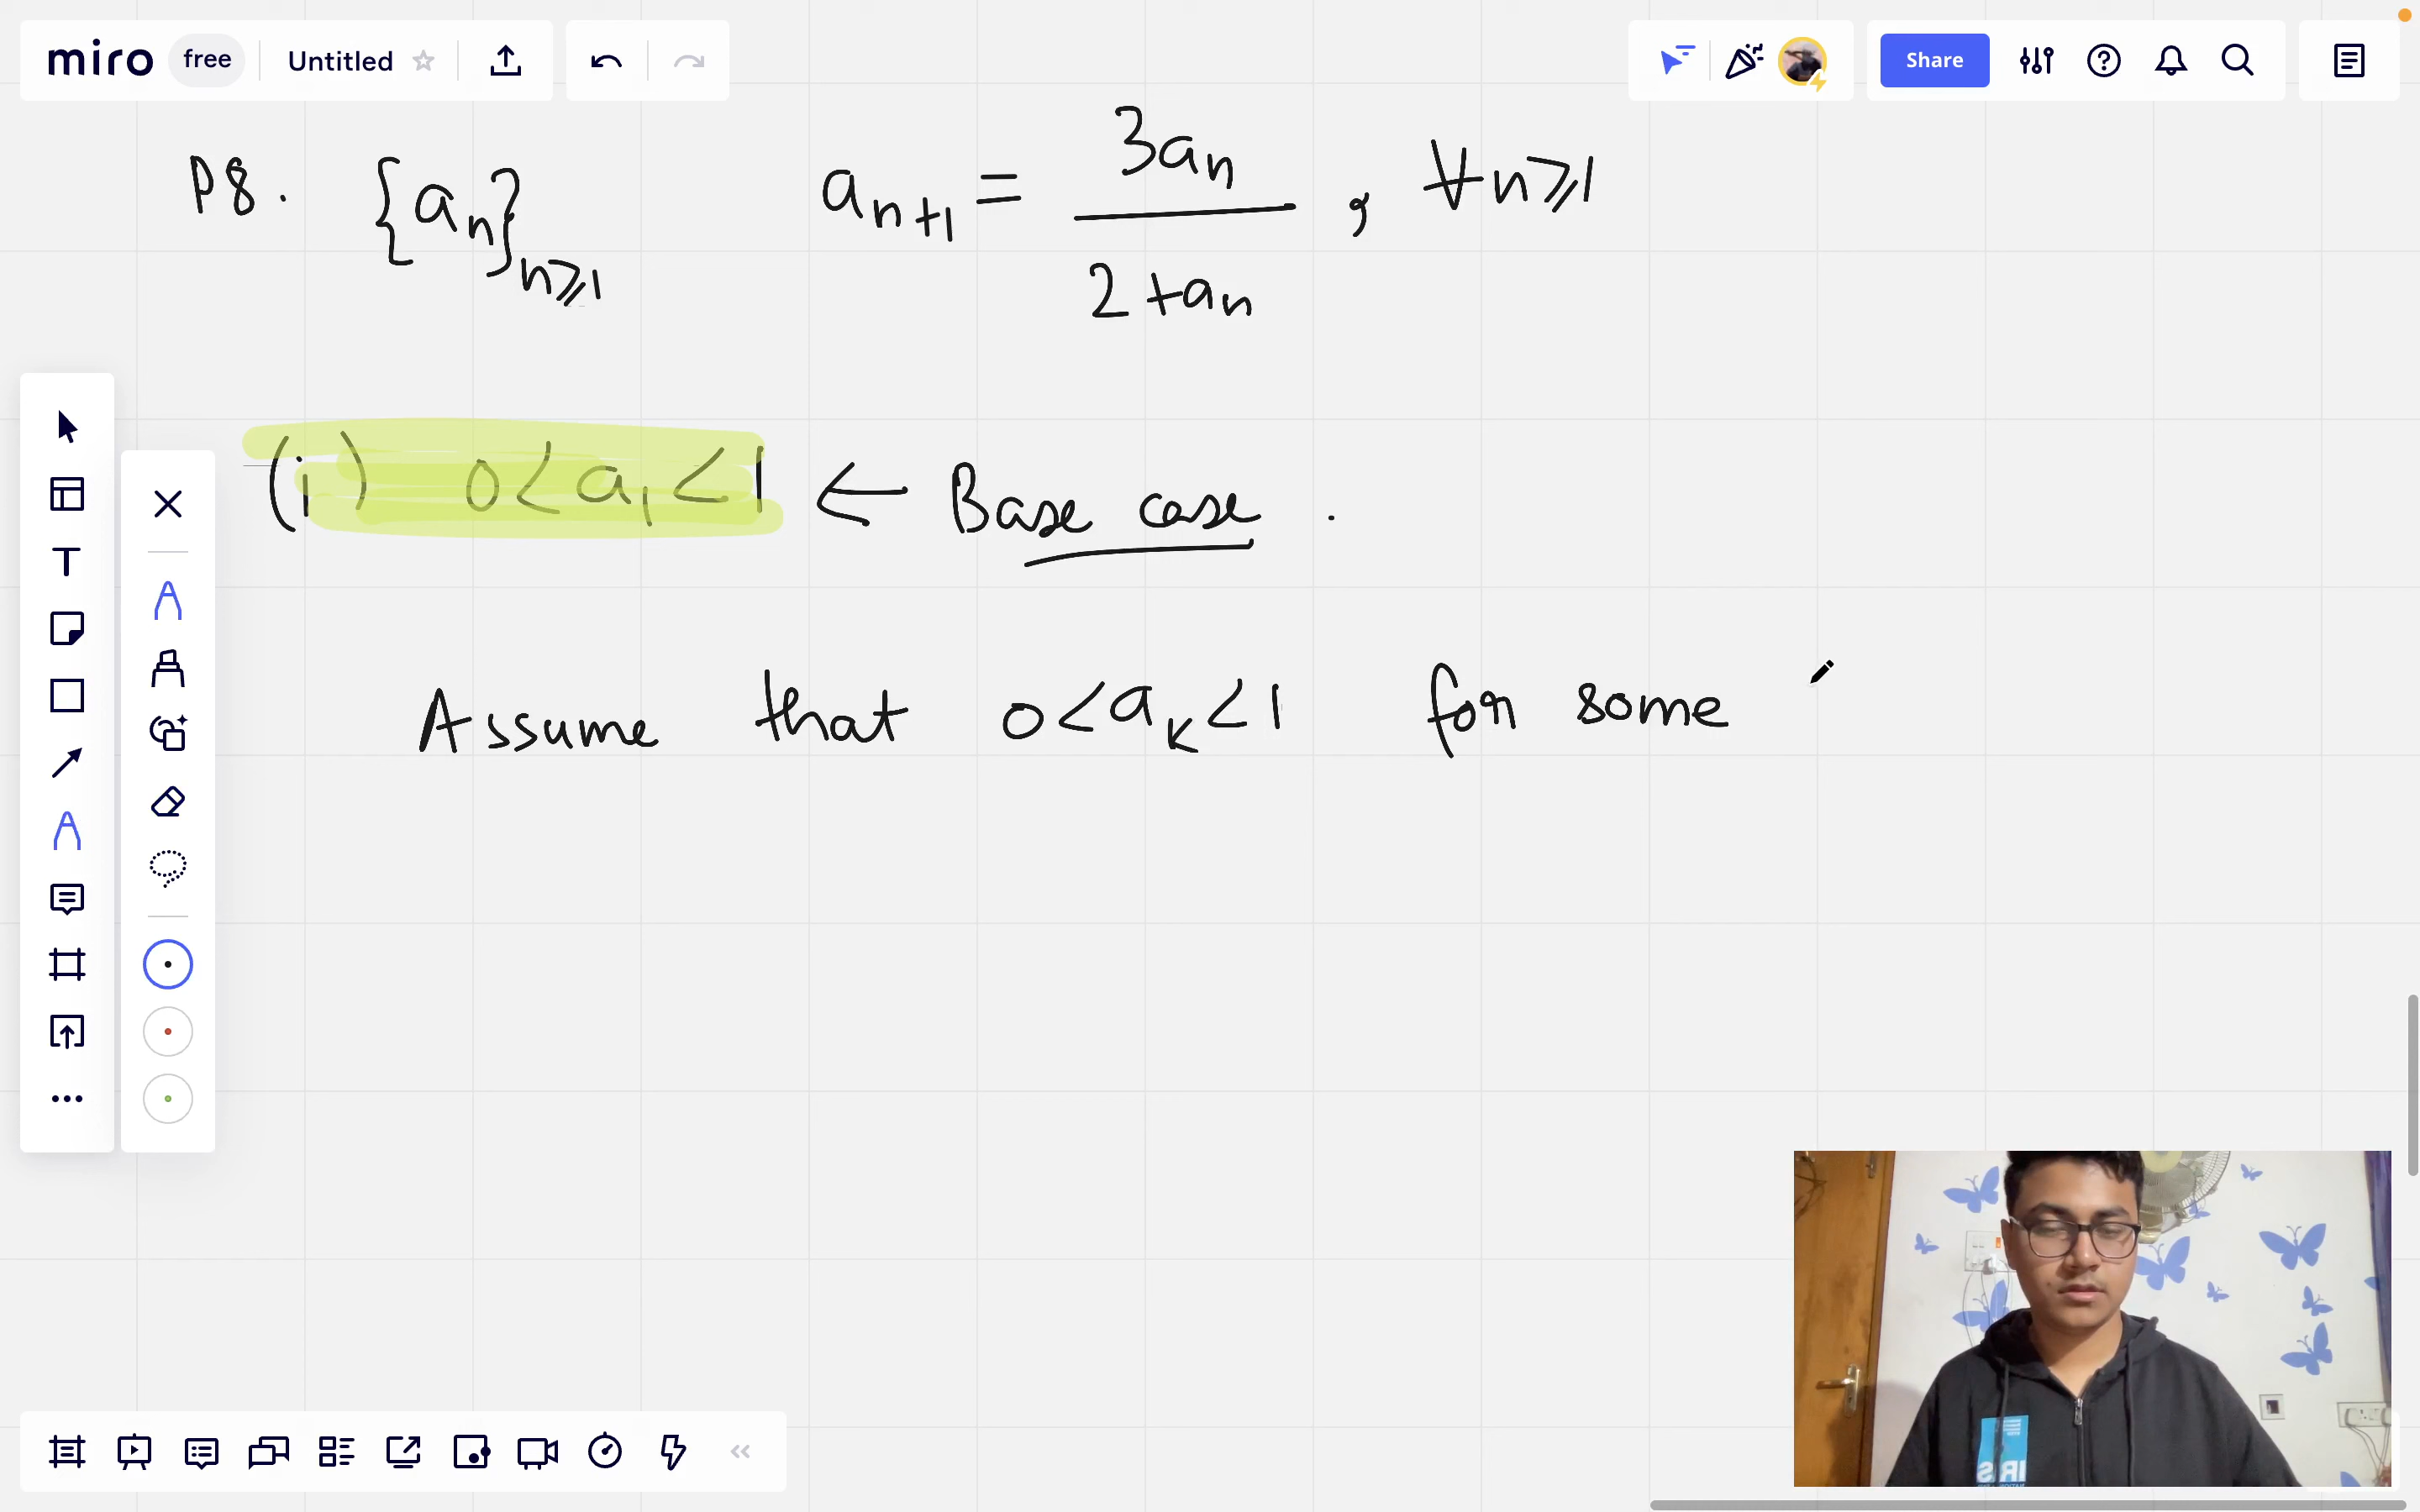 miro free Untitled Share
P8. {aₙ}ₙ⩾₁ aₙ₊₁ = 3aₙ / (2+aₙ) , ∀n⩾1
(i) 0<a₁<1 ← Base case .
Assume that 0<aₖ<1 for some